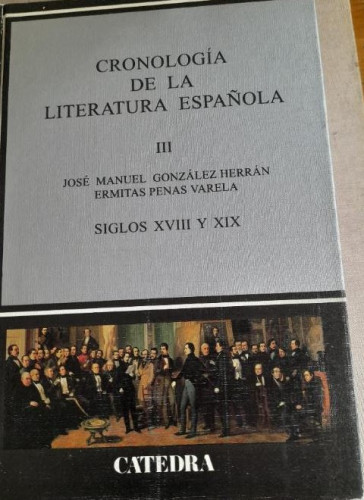 CRONOLOGÍA
DE LA
LITERATURA ESPAÑOLA
III
JOSÉ MANUEL GONZÁLEZ HERRÁN
ERMITAS PENAS VARELA
SIGLOS XVIII Y XIX
CATEDRA